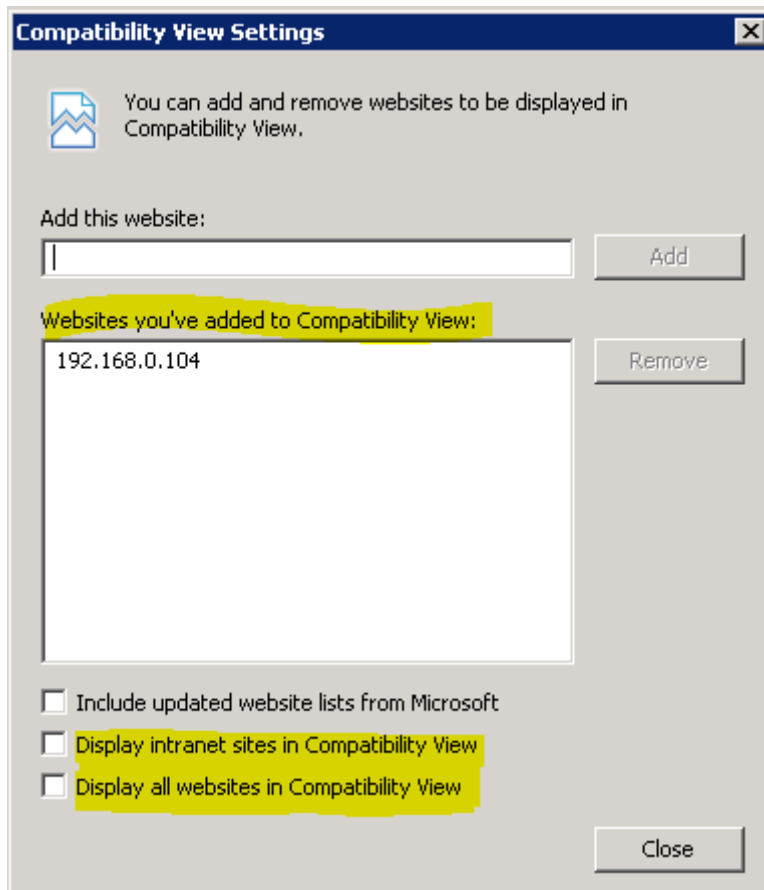 Compatibility View Settings
You can add and remove websites to be displayed in
Compatibility View.
Add this website:
Add
Websites you've added to Compatibility View:
192.168.0.104
Remove
Include updated website lists from Microsoft
Display intranet sites in Compatibility View
Display all websites in Compatibility View
Close